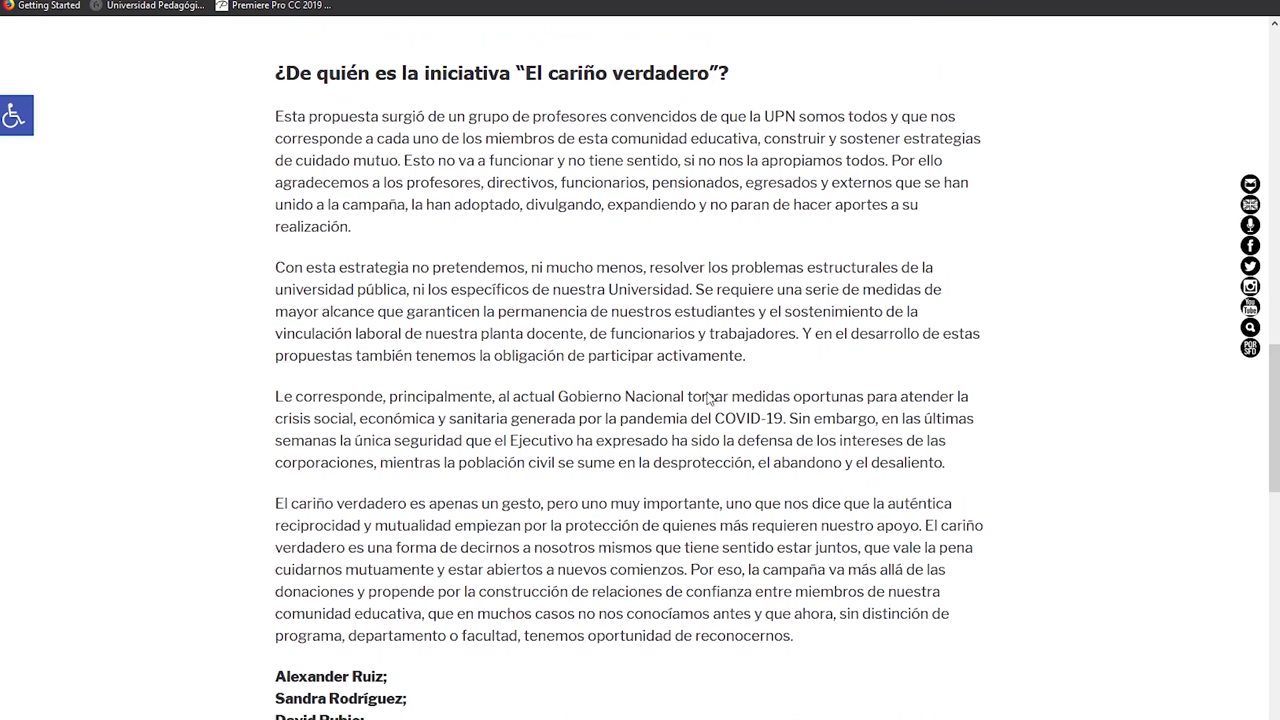 Getting Started
Universidad Pedagógi...
Premiere Pro CC 2019 ...
¿De quién es la iniciativa “El cariño verdadero”?
Esta propuesta surgió de un grupo de profesores convencidos de que la UPN somos todos y que nos
corresponde a cada uno de los miembros de esta comunidad educativa, construir y sostener estrategias
de cuidado mutuo. Esto no va a funcionar y no tiene sentido, si no nos la apropiamos todos. Por ello
agradecemos a los profesores, directivos, funcionarios, pensionados, egresados y externos que se han
unido a la campaña, la han adoptado, divulgando, expandiendo y no paran de hacer aportes a su
realización.
Con esta estrategia no pretendemos, ni mucho menos, resolver los problemas estructurales de la
universidad pública, ni los específicos de nuestra Universidad. Se requiere una serie de medidas de
mayor alcance que garanticen la permanencia de nuestros estudiantes y el sostenimiento de la
vinculación laboral de nuestra planta docente, de funcionarios y trabajadores. Y en el desarrollo de estas
propuestas también tenemos la obligación de participar activamente.
Le corresponde, principalmente, al actual Gobierno Nacional tomar medidas oportunas para atender la
crisis social, económica y sanitaria generada por la pandemia del COVID-19. Sin embargo, en las últimas
semanas la única seguridad que el Ejecutivo ha expresado ha sido la defensa de los intereses de las
corporaciones, mientras la población civil se sume en la desprotección, el abandono y el desaliento.
El cariño verdadero es apenas un gesto, pero uno muy importante, uno que nos dice que la auténtica
reciprocidad y mutualidad empiezan por la protección de quienes más requieren nuestro apoyo. El cariño
verdadero es una forma de decirnos a nosotros mismos que tiene sentido estar juntos, que vale la pena
cuidarnos mutuamente y estar abiertos a nuevos comienzos. Por eso, la campaña va más allá de las
donaciones y propende por la construcción de relaciones de confianza entre miembros de nuestra
comunidad educativa, que en muchos casos no nos conocíamos antes y que ahora, sin distinción de
programa, departamento o facultad, tenemos oportunidad de reconocernos.
Alexander Ruiz;
Sandra Rodríguez;
David Rubio;
You
Tube
PQR
SFD